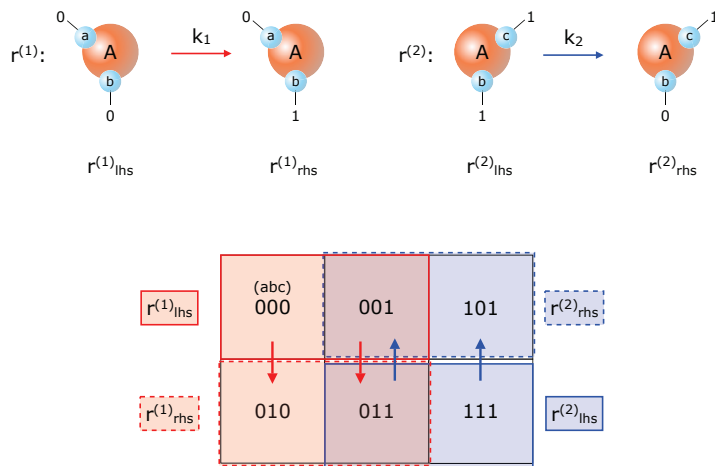 0 0 1 1
k₁ k₂
r⁽¹⁾: a A a A r⁽²⁾: c A c A
b b b b
0 1 1 0
r⁽¹⁾lhs r⁽¹⁾rhs r⁽²⁾lhs r⁽²⁾rhs
(abc)
r⁽¹⁾lhs 000 001 101 r⁽²⁾rhs
r⁽¹⁾rhs 010 011 111 r⁽²⁾lhs